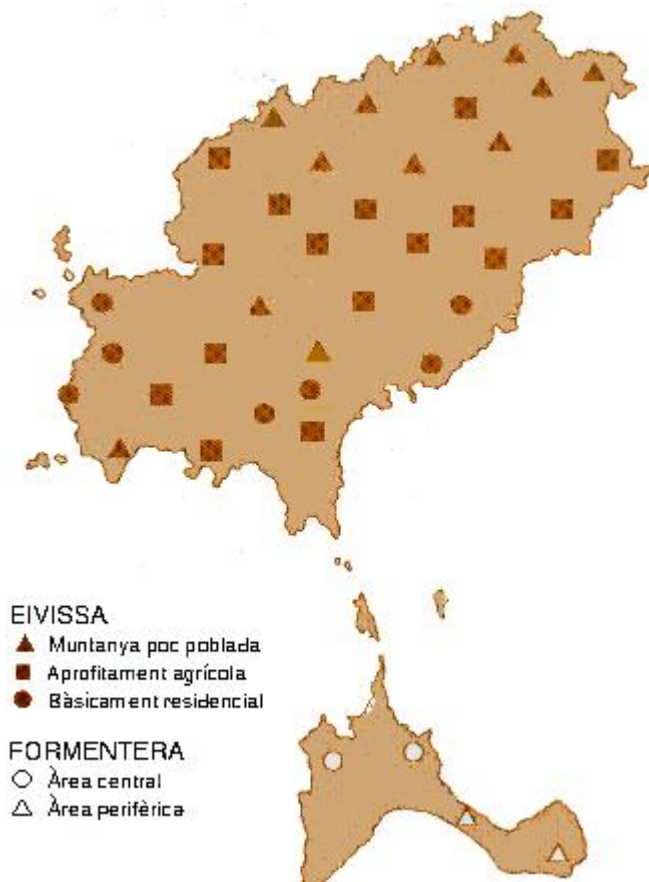 EIVISSA
Muntanya poc poblada
Aprofitament agrícola
Bàsicament residencial
FORMENTERA
Àrea central
Àrea perifèrica